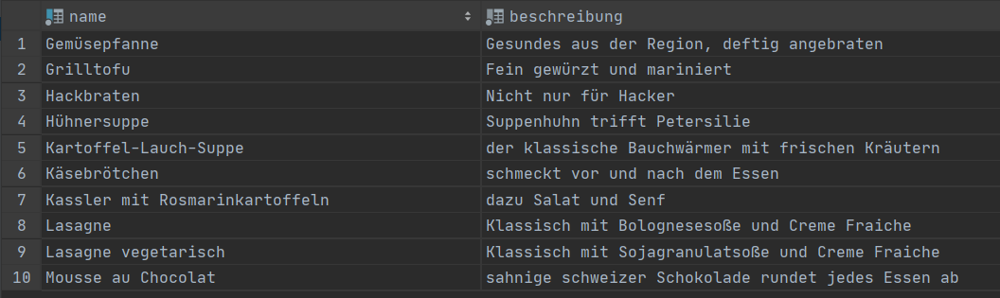 name beschreibung
1 Gemüsepfanne Gesundes aus der Region, deftig angebraten
2 Grilltofu Fein gewürzt und mariniert
3 Hackbraten Nicht nur für Hacker
4 Hühnersuppe Suppenhuhn trifft Petersilie
5 Kartoffel-Lauch-Suppe der klassische Bauchwärmer mit frischen Kräutern
6 Käsebrötchen schmeckt vor und nach dem Essen
7 Kassler mit Rosmarinkartoffeln dazu Salat und Senf
8 Lasagne Klassisch mit Bolognesesoße und Creme Fraiche
9 Lasagne vegetarisch Klassisch mit Sojagranulatsoße und Creme Fraiche
10 Mousse au Chocolat sahnige schweizer Schokolade rundet jedes Essen ab